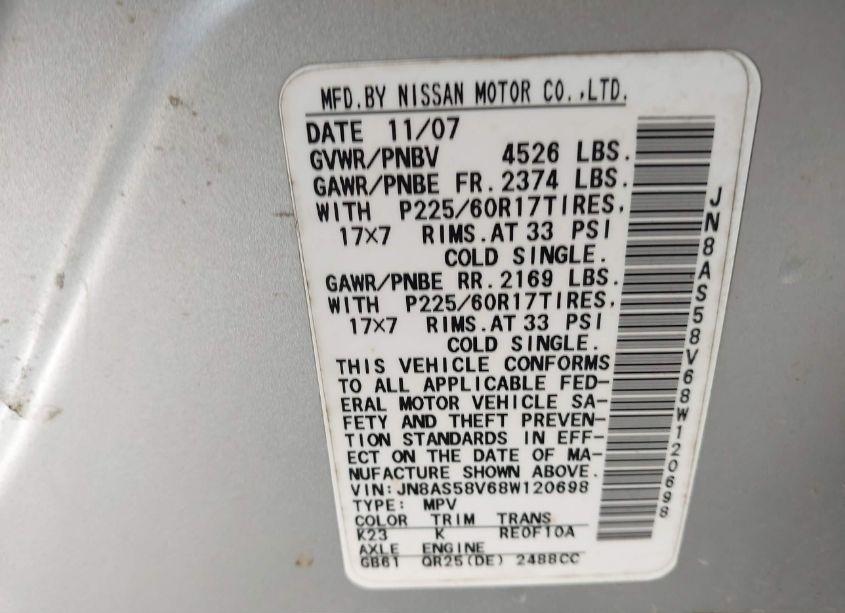 MFD.BY NISSAN MOTOR CO.,LTD.
DATE 11/07
GVWR/PNBV 4526 LBS.
GAWR/PNBE FR.2374 LBS.
WITH P225/60R17TIRES,
17×7 RIMS.AT 33 PSI
COLD SINGLE.
GAWR/PNBE RR.2169 LBS.
WITH P225/60R17TIRES,
17×7 RIMS.AT 33 PSI
COLD SINGLE.
THIS VEHICLE CONFORMS
TO ALL APPLICABLE FED-
ERAL MOTOR VEHICLE SA-
FETY AND THEFT PREVEN-
TION STANDARDS IN EFF-
ECT ON THE DATE OF MA-
NUFACTURE SHOWN ABOVE.
VIN:JN8AS58V68W120698
TYPE: MPV
COLOR TRIM TRANS
K23 K RE0F10A
AXLE ENGINE
GB61 QR25(DE) 2488CC
JN8AS58V68W120698